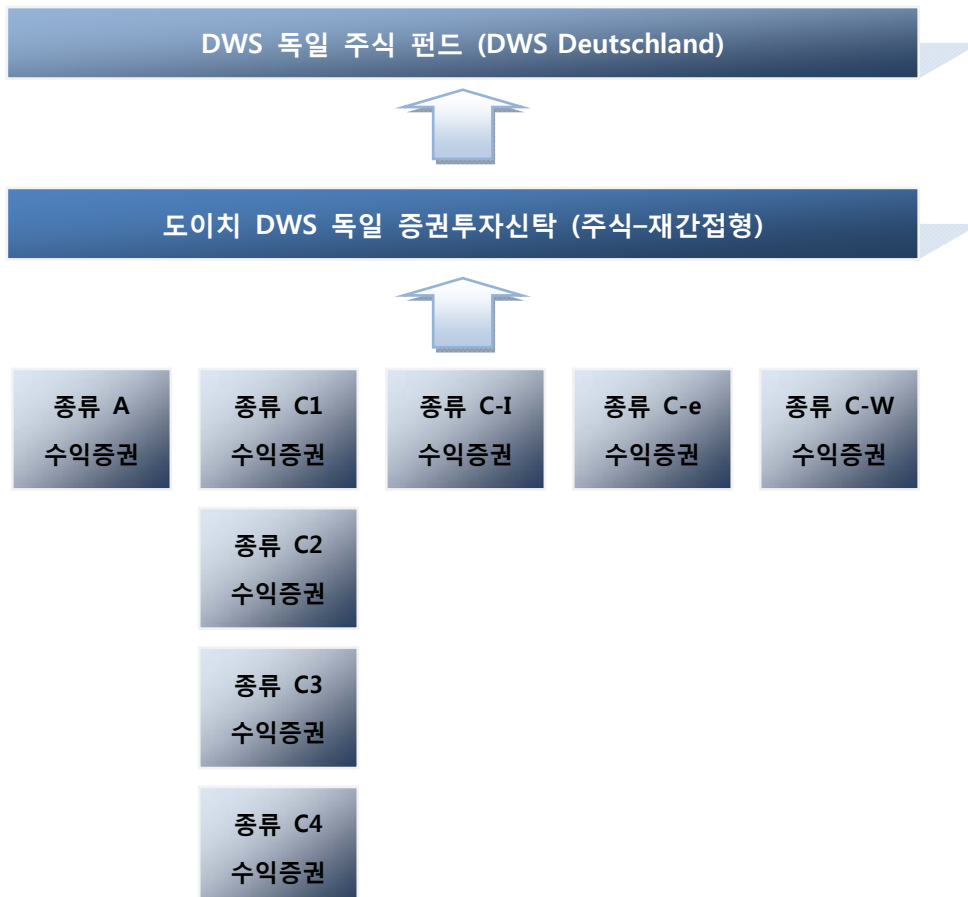 DWS 독일 주식 펀드 (DWS Deutschland)
도이치 DWS 독일 증권투자신탁 (주식–재간접형)
종류 A
수익증권
종류 C1
수익증권
종류 C-I
수익증권
종류 C-e
수익증권
종류 C-W
수익증권
종류 C2
수익증권
종류 C3
수익증권
종류 C4
수익증권